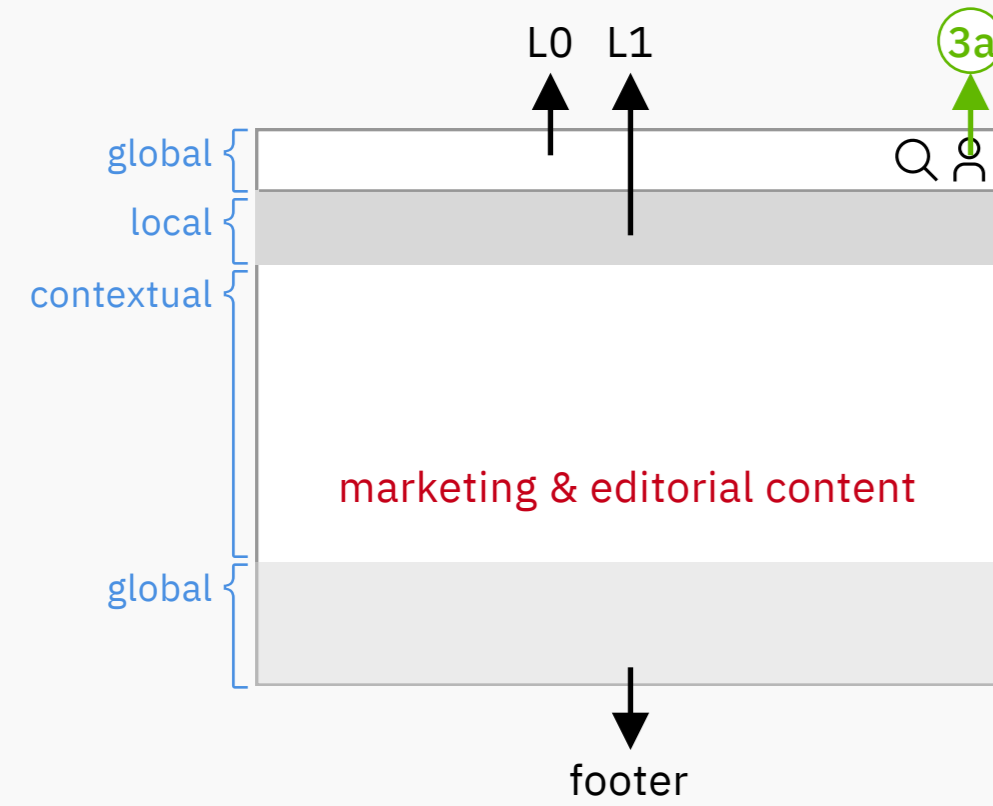 L0 L1 3a
global
local
contextual
marketing & editorial content
global
footer